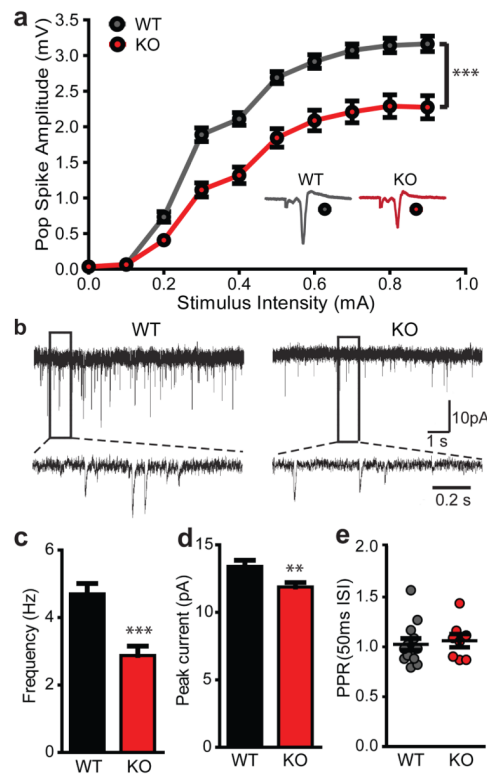 a
WT
KO
Pop Spike Amplitude (mV)
3.5
3.0
2.5
2.0
1.5
1.0
0.5
0.0
***
WT
KO
0.0 0.2 0.4 0.6 0.8 1.0
Stimulus Intensity (mA)
b
WT
KO
10pA
1 s
0.2 s
c
Frequency (Hz)
6
4
2
0
***
WT KO
d
Peak current (pA)
15
10
5
0
**
WT KO
e
PPR(50ms ISI)
2.0
1.5
1.0
0.5
0.0
WT KO